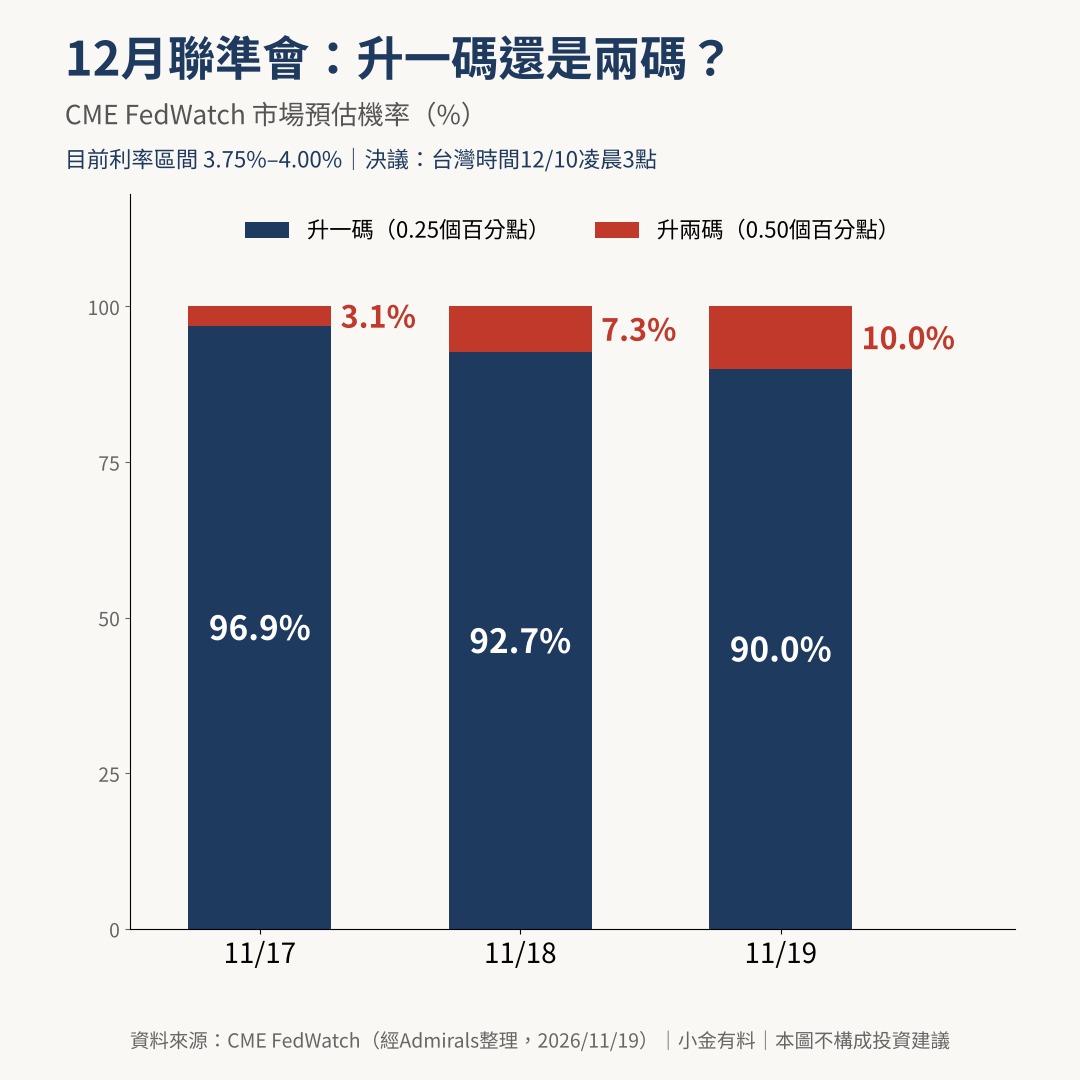 12月聯準會：升一碼還是兩碼？
CME FedWatch 市場預估機率（%）
目前利率區間 3.75%–4.00%｜決議：台灣時間12/10凌晨3點
升一碼（0.25個百分點） 升兩碼（0.50個百分點）
100
75
50
25
0
3.1%
7.3%
10.0%
96.9%
92.7%
90.0%
11/17 11/18 11/19
資料來源：CME FedWatch（經Admirals整理，2026/11/19）｜小金有料｜本圖不構成投資建議